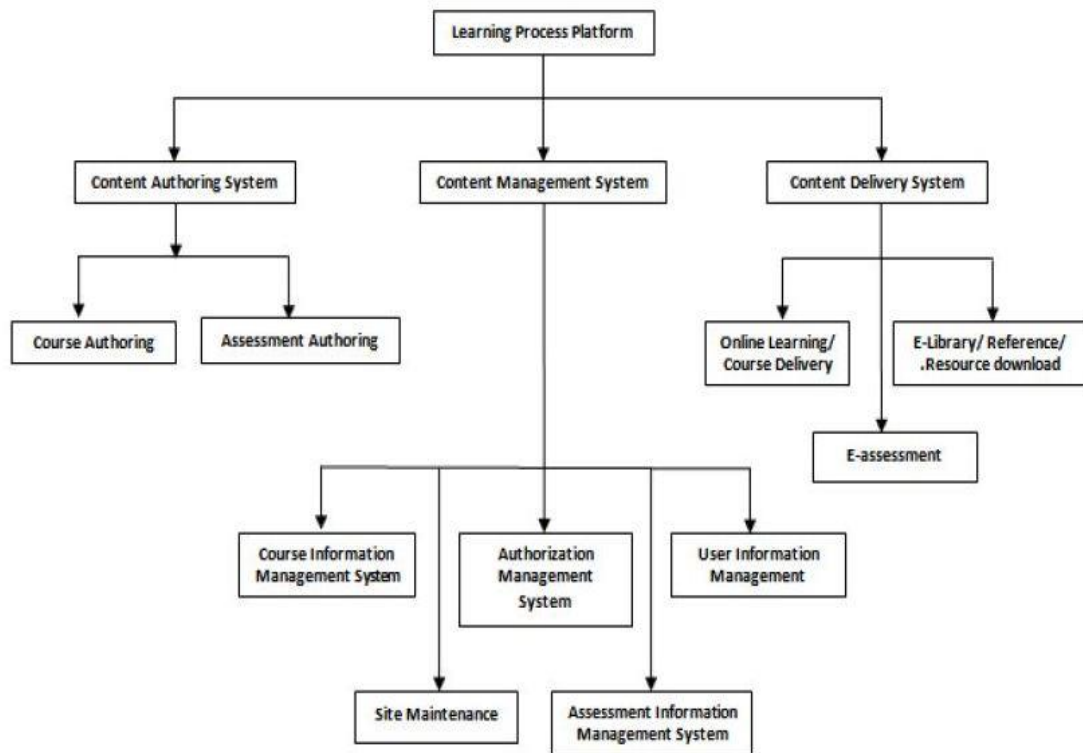 Learning Process Platform
Content Authoring System
Content Management System
Content Delivery System
Course Authoring
Assessment Authoring
Online Learning/
Course Delivery
E-Library/ Reference/
.Resource download
E-assessment
Course Information
Management System
Authorization
Management
System
User Information
Management
Site Maintenance
Assessment Information
Management System